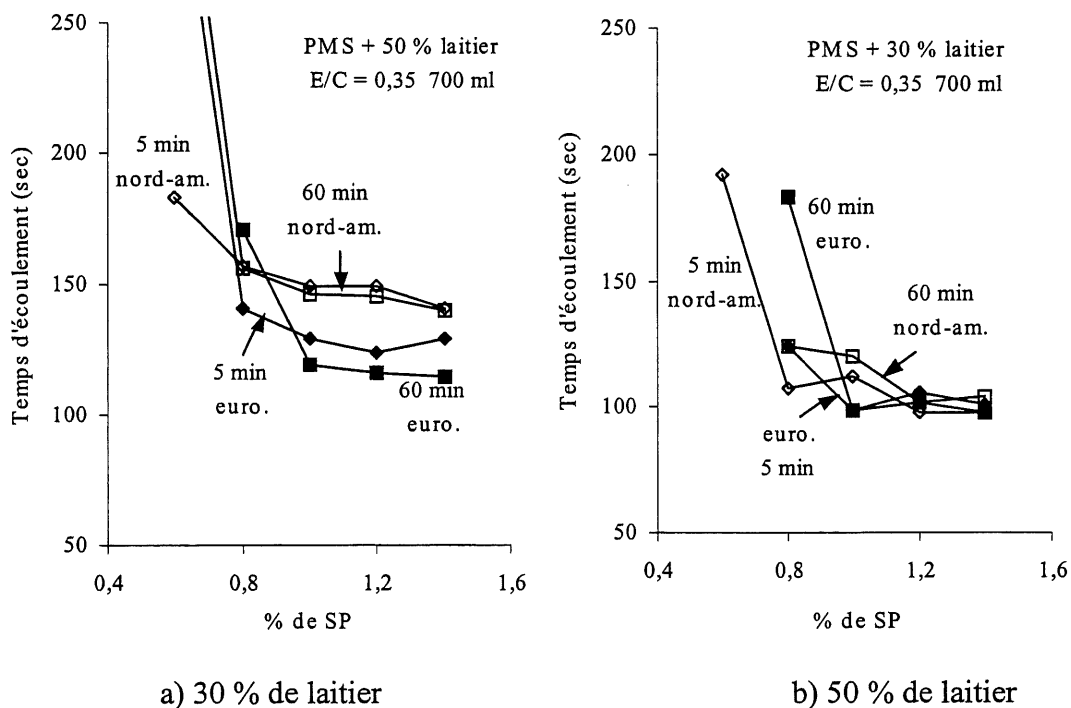 250
200
150
100
50
Temps d'écoulement (sec)
PMS + 50 % laitier
E/C = 0,35 700 ml
5 min
nord-am.
60 min
nord-am.
5 min
euro.
60 min
euro.
0,4
0,8
1,2
1,6
% de SP
a) 30 % de laitier
250
200
150
100
50
Temps d'écoulement (sec)
PMS + 30 % laitier
E/C = 0,35 700 ml
60 min
euro.
5 min
nord-am.
60 min
nord-am.
euro.
5 min
0,4
0,8
1,2
1,6
% de SP
b) 50 % de laitier